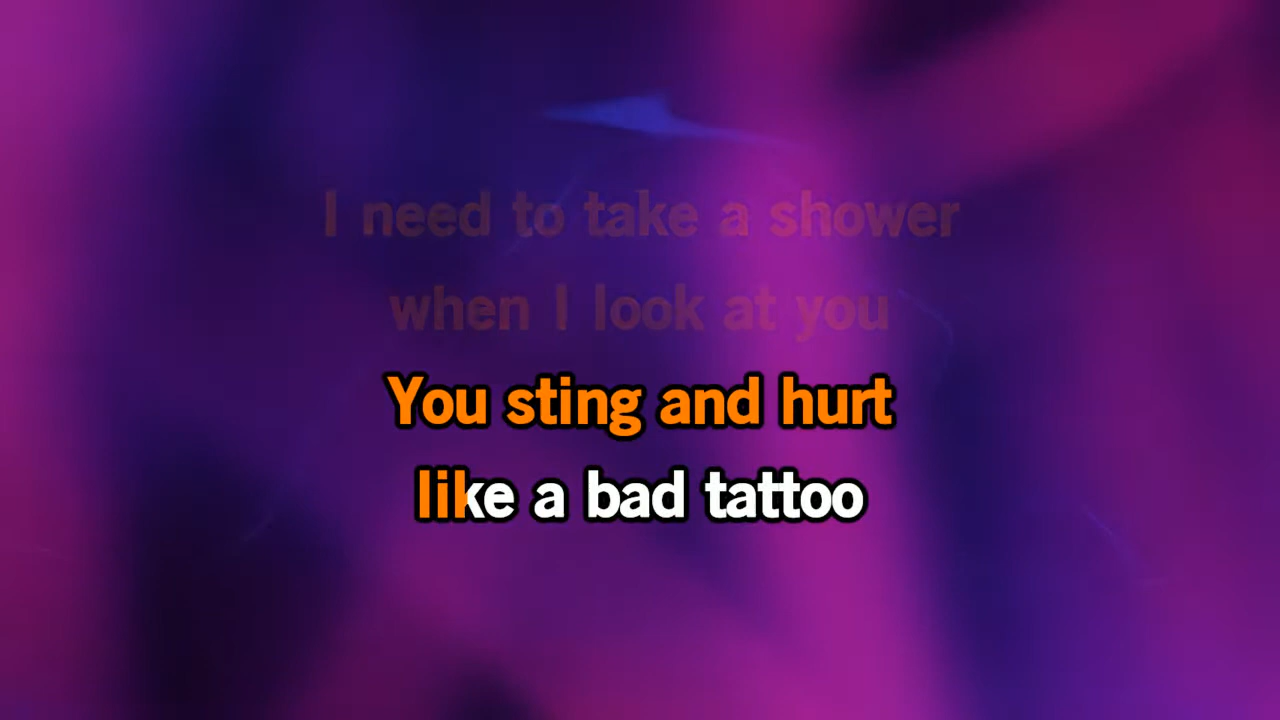 I need to take a shower
when I look at you
You sting and hurt
like a bad tattoo